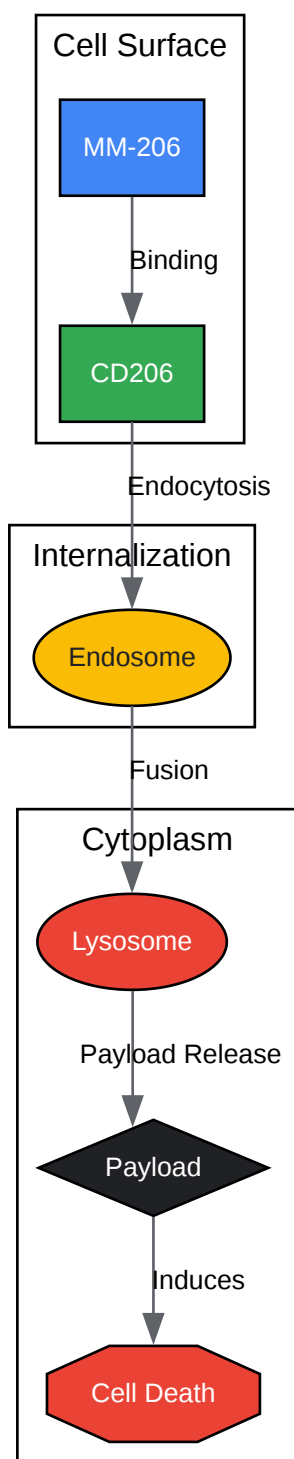 Cell Surface
MM-206
Binding
CD206
Endocytosis
Internalization
Endosome
Fusion
Cytoplasm
Lysosome
Payload Release
Payload
Induces
Cell Death